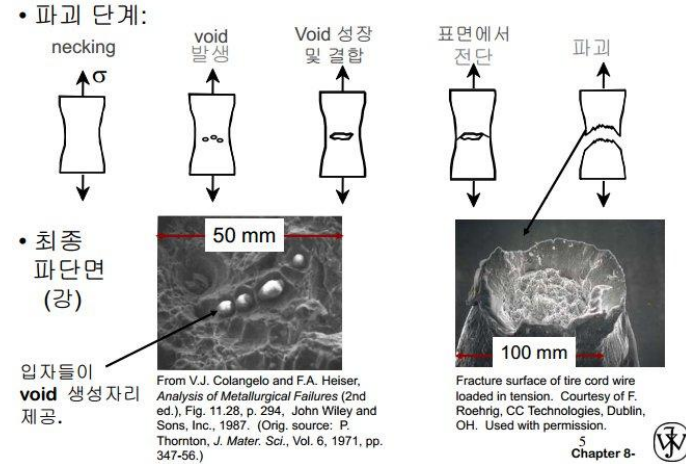 • 파괴 단계:
necking
void
발생
Void 성장
및 결합
표면에서
전단
파괴
σ
• 최종
파단면
(강)
50 mm
100 mm
입자들이
void 생성자리
제공.
From V.J. Colangelo and F.A. Heiser,
Analysis of Metallurgical Failures (2nd
ed.), Fig. 11.28, p. 294, John Wiley and
Sons, Inc., 1987. (Orig. source: P.
Thornton, J. Mater. Sci., Vol. 6, 1971, pp.
347-56.)
Fracture surface of tire cord wire
loaded in tension. Courtesy of F.
Roehrig, CC Technologies, Dublin,
OH. Used with permission.
5
Chapter 8-